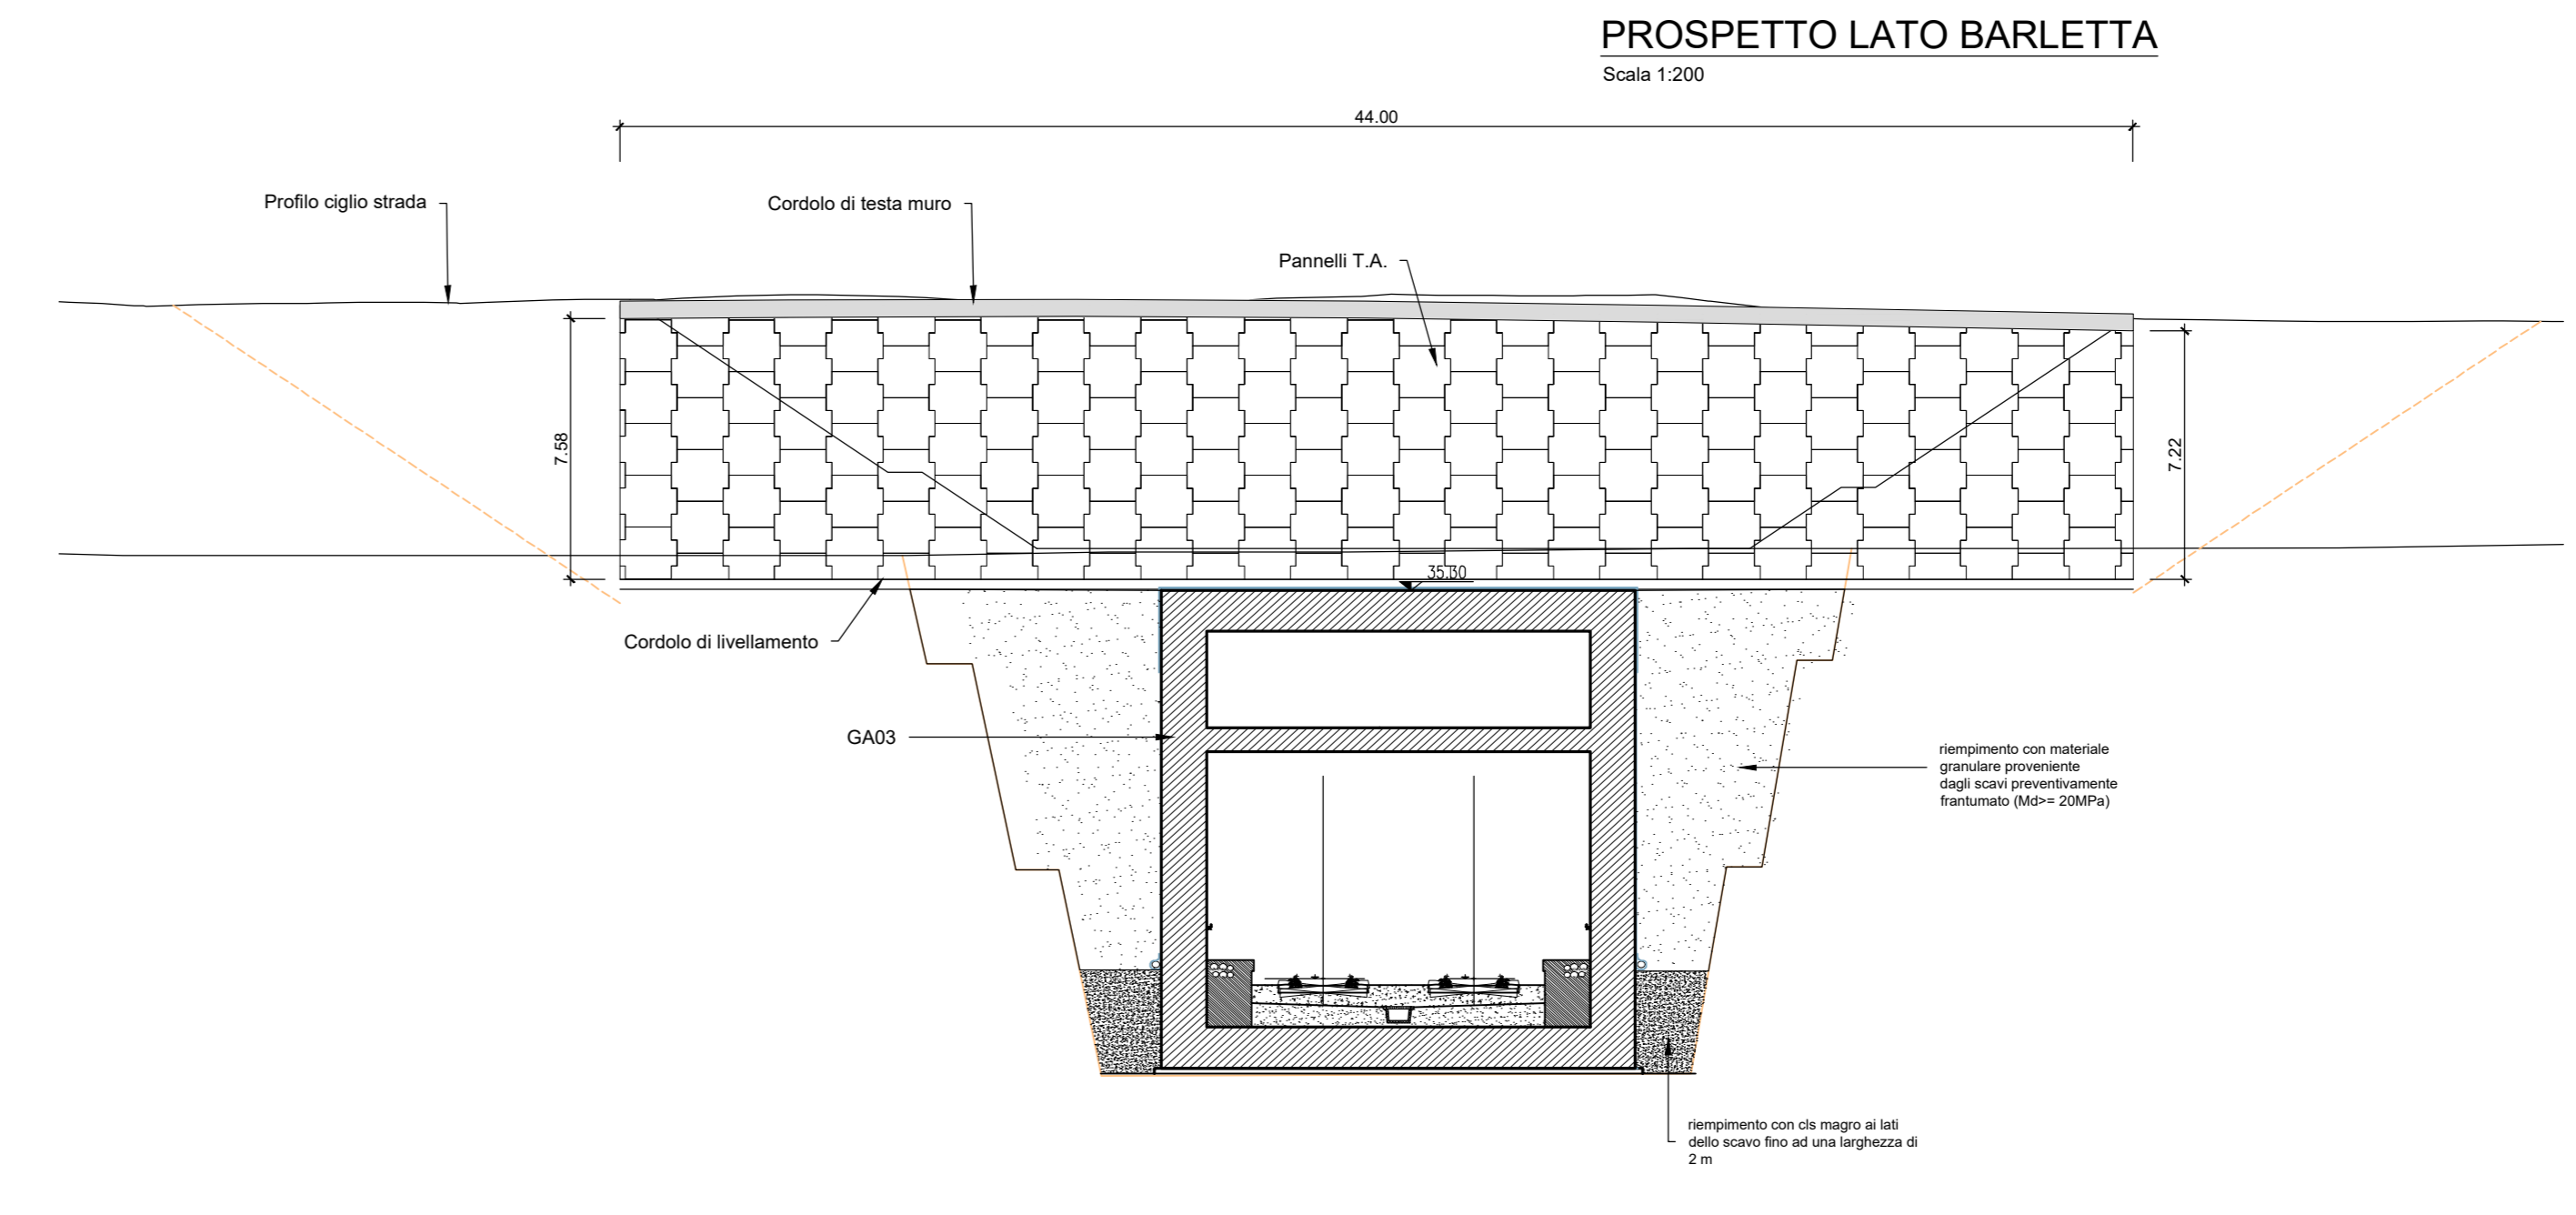 PROSPETTO LATO BARLETTA
Scala 1:200
44.00
Profilo ciglio strada
Cordolo di testa muro
Pannelli T.A.
7.58
7.22
35.30
Cordolo di livellamento
GA03
riempimento con materiale
granulare proveniente
dagli scavi preventivamente
frantumato (Md>= 20MPa)
riempimento con cls magro ai lati
dello scavo fino ad una larghezza di
2 m